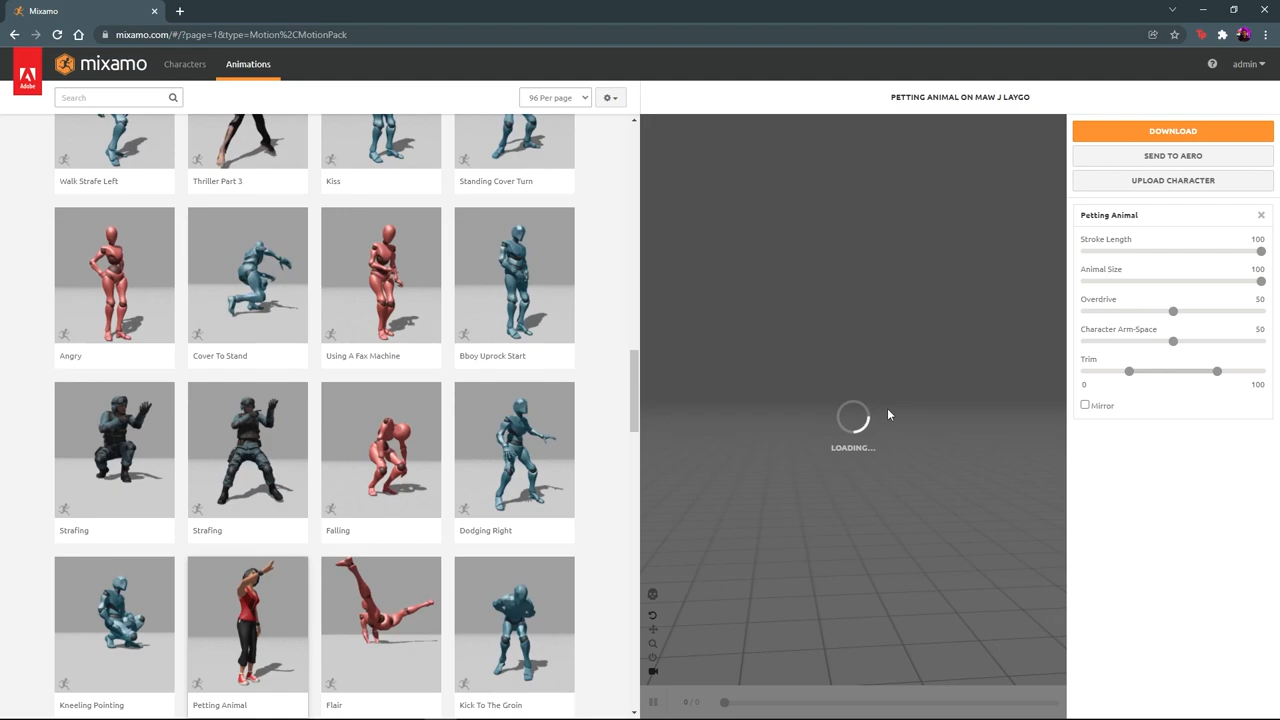 Mixamo
mixamo.com/#/?page=1&type=Motion%2CMotionPack
Adobe
mixamo
Characters
Animations
admin
Search
96 Per page
PETTING ANIMAL ON MAW J LAYGO
Walk Strafe Left
Thriller Part 3
Kiss
Standing Cover Turn
Angry
Cover To Stand
Using A Fax Machine
Bboy Uprock Start
Strafing
Strafing
Falling
Dodging Right
Kneeling Pointing
Petting Animal
Flair
Kick To The Groin
LOADING...
0 / 0
DOWNLOAD
SEND TO AERO
UPLOAD CHARACTER
Petting Animal
Stroke Length 100
Animal Size 100
Overdrive 50
Character Arm-Space 50
Trim
0 100
Mirror